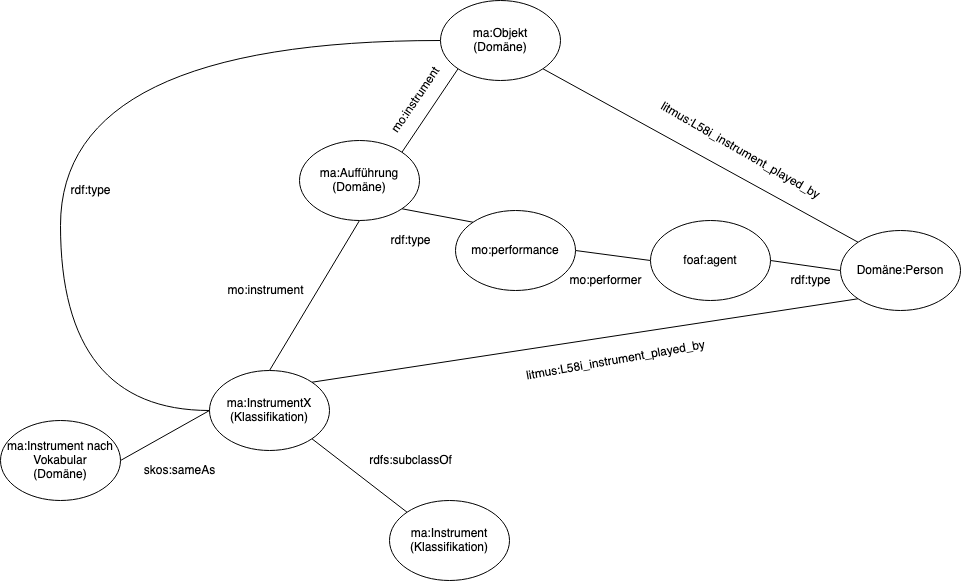 ma:Objekt
(Domäne)
mo:instrument
litmus:L58i_instrument_played_by
rdf:type
ma:Aufführung
(Domäne)
rdf:type
mo:performance
mo:performer
foaf:agent
rdf:type
Domäne:Person
mo:instrument
litmus:L58i_instrument_played_by
ma:InstrumentX
(Klassifikation)
ma:Instrument nach
Vokabular
(Domäne)
skos:sameAs
rdfs:subclassOf
ma:Instrument
(Klassifikation)